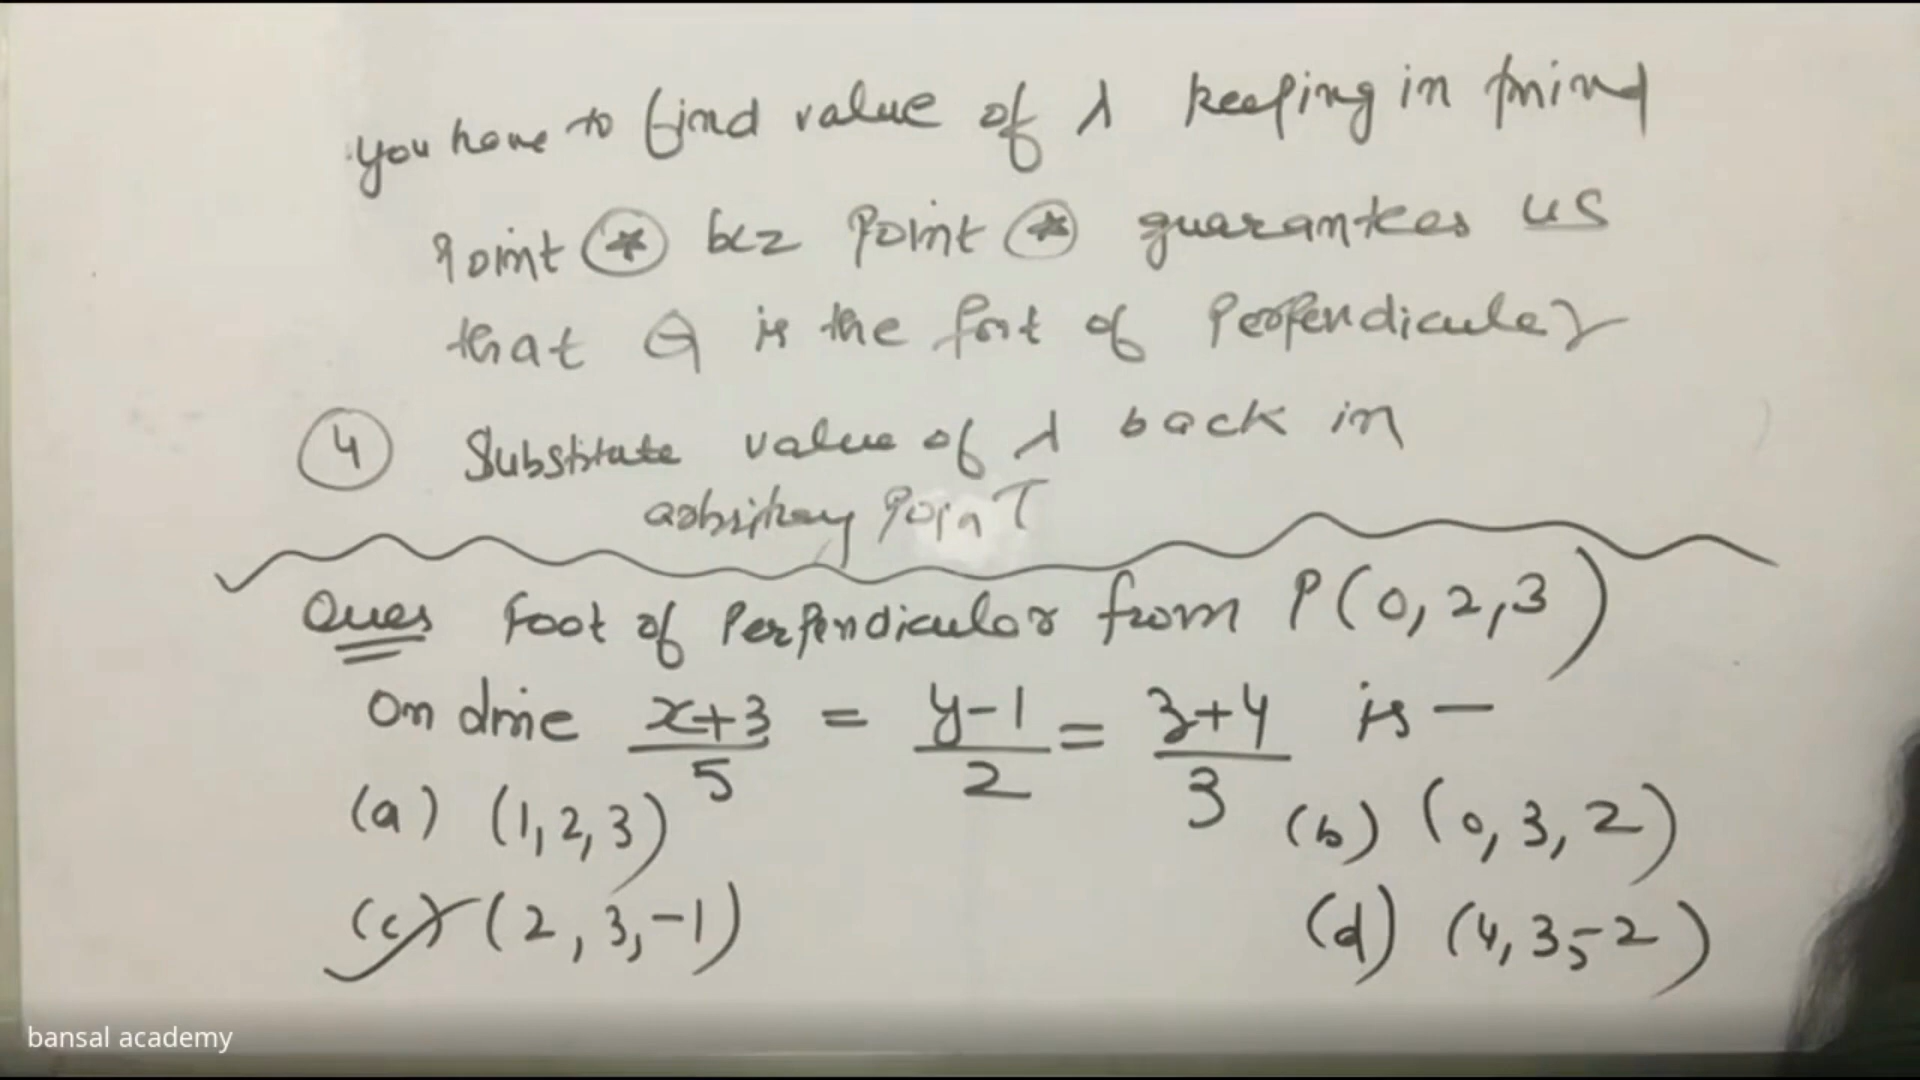 you have to find value of λ keeping in mind
Point * bcz Point * guarantees us
that Q is the foot of Perpendicular
4 Substitute value of λ back in
arbitrary Point
Ques Foot of Perpendicular from P(0,2,3)
on line x+3/5 = y-1/2 = z+4/3 is —
(a) (1,2,3) (b) (0,3,2)
(c) (2,3,-1) (d) (4,3,-2)
bansal academy